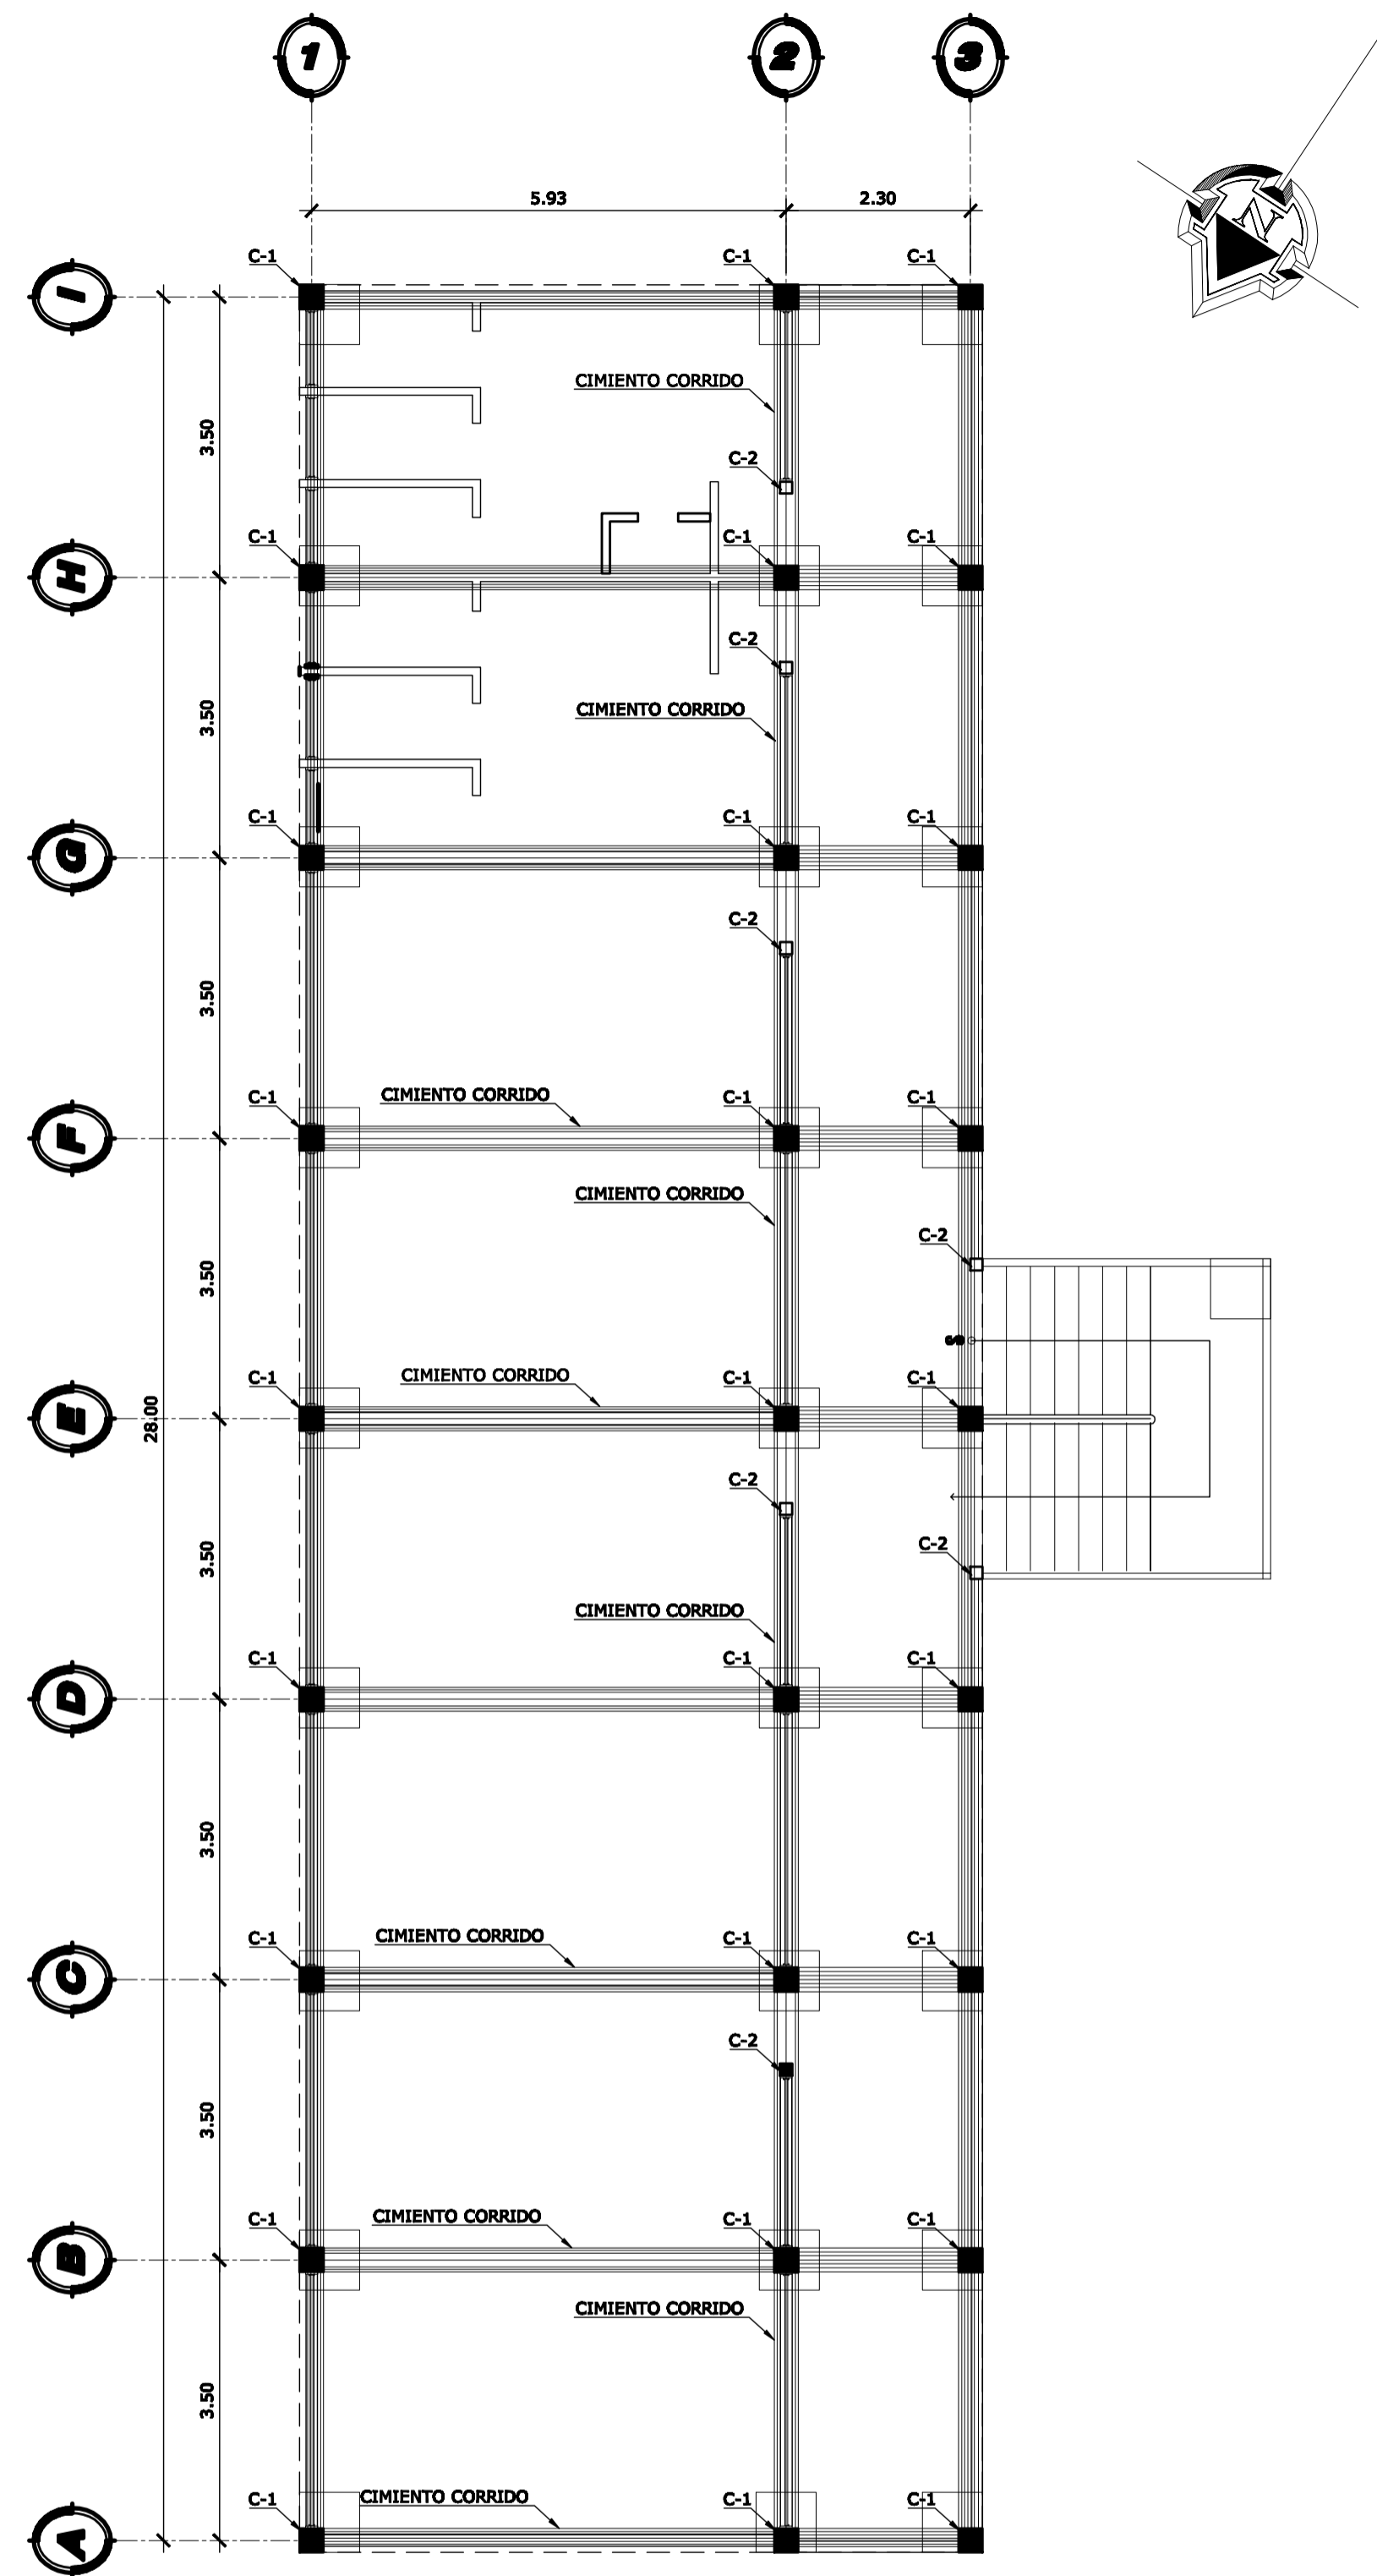 1 2 3
5.93 2.30
N
C-1 C-1 C-1
I
CIMIENTO CORRIDO
3.50
C-2
C-1 C-1 C-1
H
C-2
CIMIENTO CORRIDO
3.50
C-1 C-1 C-1
G
C-2
3.50
CIMIENTO CORRIDO
C-1 C-1 C-1
F
CIMIENTO CORRIDO
C-2
3.50
S
CIMIENTO CORRIDO
C-1 C-1 C-1
E
28.00
C-2
C-2
3.50
CIMIENTO CORRIDO
C-1 C-1 C-1
D
3.50
CIMIENTO CORRIDO
C-1 C-1 C-1
C
C-2
3.50
CIMIENTO CORRIDO
C-1 C-1 C-1
B
CIMIENTO CORRIDO
3.50
CIMIENTO CORRIDO
C-1 C-1 C-1
A